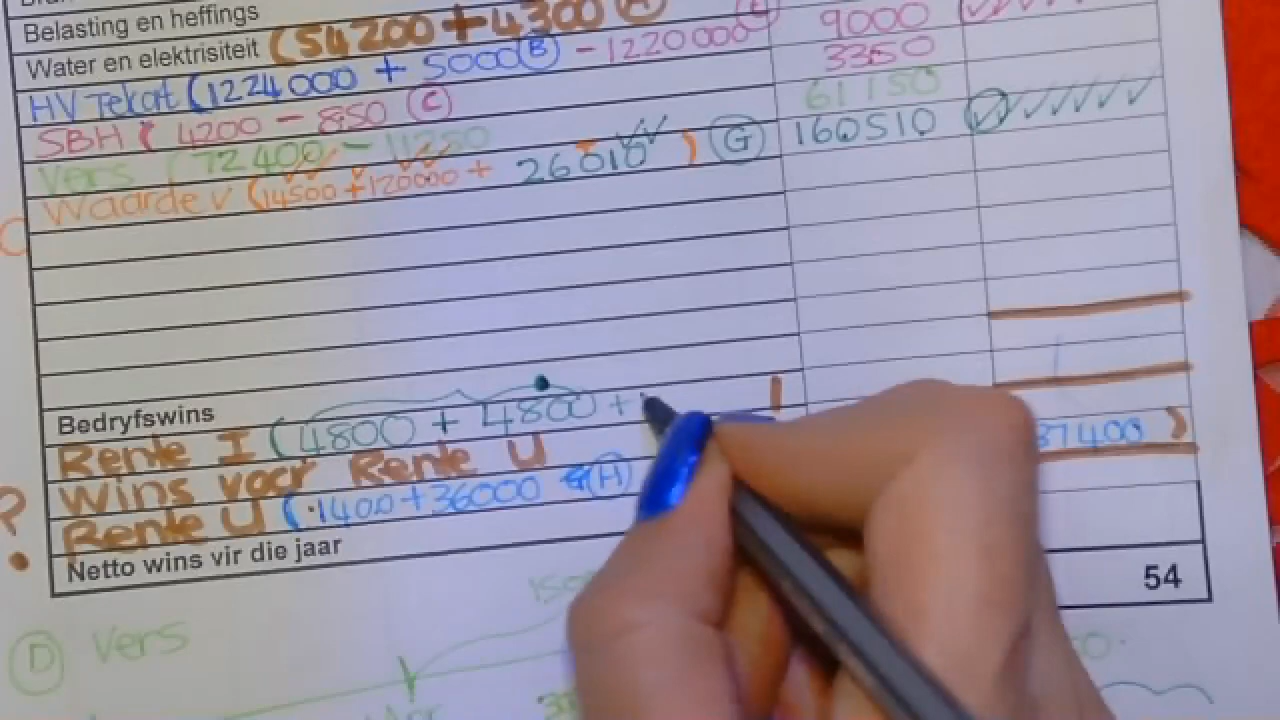 Belasting en heffings
Water en elektrisiteit (54200 + 4300 (A)
HV Tekort (1224000 + 5000 (B) - 1220000 9000
SBH ( 4200 - 850 (C) 3350
Vers (72400 - 11250 61150
Waarde v (14500 + 120000 + 26010 ) (G) 160510
Bedryfswins
Rente I (4800 + 4800 +
Wins voor Rente U
Rente U (1400 + 36000 (H) 37400 )
Netto wins vir die jaar
54
(D) Vers